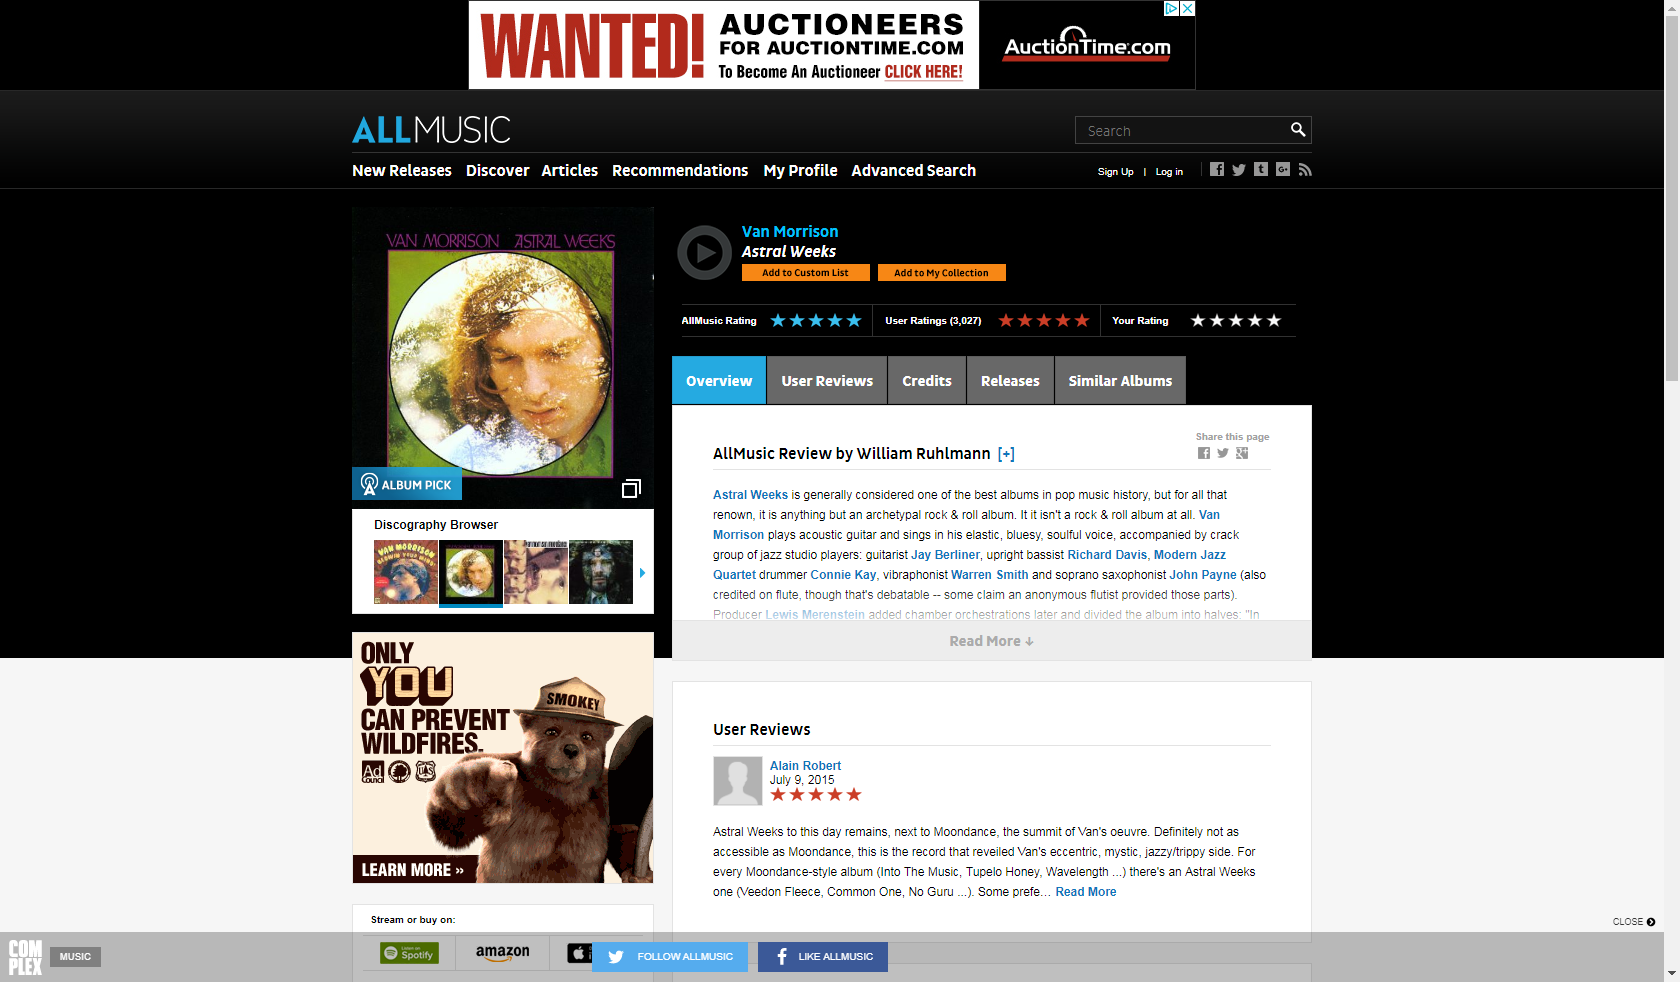 WANTED!
AUCTIONEERS
FOR AUCTIONTIME.COM
To Become An Auctioneer CLICK HERE!
AuctionTime.com
ALLMUSIC
Search
New Releases Discover Articles Recommendations My Profile Advanced Search
Sign Up | Log in
VAN MORRISON ASTRAL WEEKS
ALBUM PICK
Van Morrison
Astral Weeks
Add to Custom List Add to My Collection
AllMusic Rating User Ratings (3,027) Your Rating
Overview User Reviews Credits Releases Similar Albums
Share this page
AllMusic Review by William Ruhlmann [+]
Astral Weeks is generally considered one of the best albums in pop music history, but for all that
renown, it is anything but an archetypal rock & roll album. It it isn't a rock & roll album at all. Van
Morrison plays acoustic guitar and sings in his elastic, bluesy, soulful voice, accompanied by crack
group of jazz studio players: guitarist Jay Berliner, upright bassist Richard Davis, Modern Jazz
Quartet drummer Connie Kay, vibraphonist Warren Smith and soprano saxophonist John Payne (also
credited on flute, though that's debatable -- some claim an anonymous flutist provided those parts).
Producer Lewis Merenstein added chamber orchestrations later and divided the album into halves: "In
Read More
Discography Browser
VAN MORRISON
BLOWIN' YOUR MIND!
ONLY
YOU
CAN PREVENT
WILDFIRES.
SMOKEY
Ad
Council
LEARN MORE »
User Reviews
Alain Robert
July 9, 2015
Astral Weeks to this day remains, next to Moondance, the summit of Van's oeuvre. Definitely not as
accessible as Moondance, this is the record that reveiled Van's eccentric, mystic, jazzy/trippy side. For
every Moondance-style album (Into The Music, Tupelo Honey, Wavelength ...) there's an Astral Weeks
one (Veedon Fleece, Common One, No Guru ...). Some prefe... Read More
Stream or buy on:
Listen on
Spotify
amazon
CLOSE
COMPLEX
MUSIC
FOLLOW ALLMUSIC
LIKE ALLMUSIC